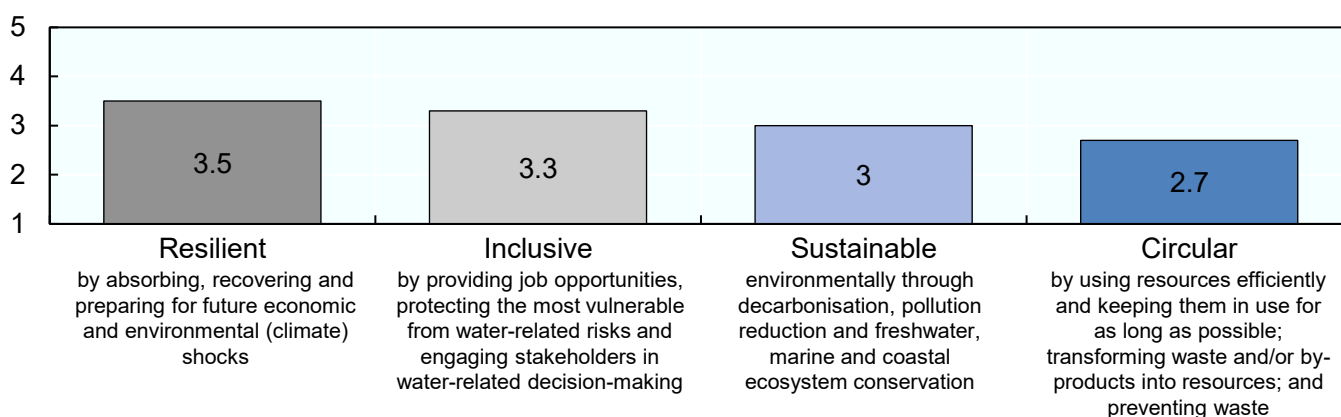 5
4
3
2
1
3.5
3.3
3
2.7
Resilient
by absorbing, recovering and
preparing for future economic
and environmental (climate)
shocks
Inclusive
by providing job opportunities,
protecting the most vulnerable
from water-related risks and
engaging stakeholders in
water-related decision-making
Sustainable
environmentally through
decarbonisation, pollution
reduction and freshwater,
marine and coastal
ecosystem conservation
Circular
by using resources efficiently
and keeping them in use for
as long as possible;
transforming waste and/or by-
products into resources; and
preventing waste